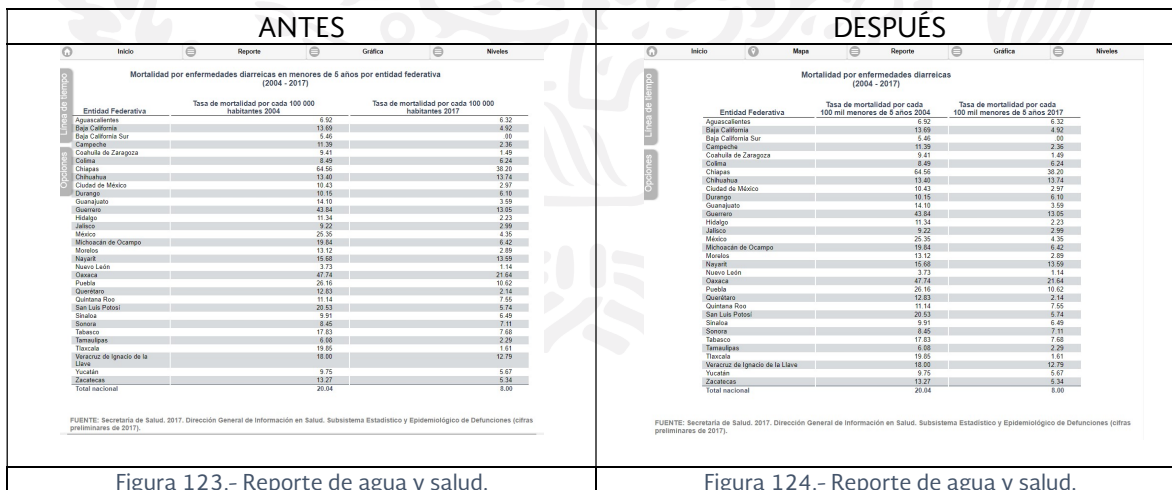 ANTES
Inicio Reporte Gráfica Niveles
Línea de tiempo
Opciones
Mortalidad por enfermedades diarreicas en menores de 5 años por entidad federativa
(2004 - 2017)
Entidad Federativa Tasa de mortalidad por cada 100 000 habitantes 2004 Tasa de mortalidad por cada 100 000 habitantes 2017
Aguascalientes 6.92 6.32
Baja California 13.69 4.92
Baja California Sur 5.46 .00
Campeche 11.39 2.36
Coahuila de Zaragoza 9.41 1.49
Colima 8.49 6.24
Chiapas 64.56 38.20
Chihuahua 13.40 13.74
Ciudad de México 10.43 2.97
Durango 10.15 6.10
Guanajuato 14.10 3.59
Guerrero 43.84 13.05
Hidalgo 11.34 2.23
Jalisco 9.22 2.99
México 25.35 4.35
Michoacán de Ocampo 19.84 6.42
Morelos 13.12 2.89
Nayarit 15.68 13.59
Nuevo León 3.73 1.14
Oaxaca 47.74 21.64
Puebla 26.16 10.62
Querétaro 12.83 2.14
Quintana Roo 11.14 7.55
San Luis Potosí 20.53 5.74
Sinaloa 9.91 6.49
Sonora 8.45 7.11
Tabasco 17.83 7.68
Tamaulipas 6.08 2.29
Tlaxcala 19.85 1.61
Veracruz de Ignacio de la 18.00 12.79
Llave
Yucatán 9.75 5.67
Zacatecas 13.27 5.34
Total nacional 20.04 8.00
FUENTE: Secretaría de Salud. 2017. Dirección General de Información en Salud. Subsistema Estadístico y Epidemiológico de Defunciones (cifras
preliminares de 2017).
Figura 123.- Reporte de agua y salud.
DESPUÉS
Inicio Mapa Reporte Gráfica Niveles
Línea de tiempo
Opciones
Mortalidad por enfermedades diarreicas
(2004 - 2017)
Entidad Federativa Tasa de mortalidad por cada 100 mil menores de 5 años 2004 Tasa de mortalidad por cada 100 mil menores de 5 años 2017
Aguascalientes 6.92 6.32
Baja California 13.69 4.92
Baja California Sur 5.46 .00
Campeche 11.39 2.36
Coahuila de Zaragoza 9.41 1.49
Colima 8.49 6.24
Chiapas 64.56 38.20
Chihuahua 13.40 13.74
Ciudad de México 10.43 2.97
Durango 10.15 6.10
Guanajuato 14.10 3.59
Guerrero 43.84 13.05
Hidalgo 11.34 2.23
Jalisco 9.22 2.99
México 25.35 4.35
Michoacán de Ocampo 19.84 6.42
Morelos 13.12 2.89
Nayarit 15.68 13.59
Nuevo León 3.73 1.14
Oaxaca 47.74 21.64
Puebla 26.16 10.62
Querétaro 12.83 2.14
Quintana Roo 11.14 7.55
San Luis Potosí 20.53 5.74
Sinaloa 9.91 6.49
Sonora 8.45 7.11
Tabasco 17.83 7.68
Tamaulipas 6.08 2.29
Tlaxcala 19.85 1.61
Veracruz de Ignacio de la Llave 18.00 12.79
Yucatán 9.75 5.67
Zacatecas 13.27 5.34
Total nacional 20.04 8.00
FUENTE: Secretaría de Salud. 2017. Dirección General de Información en Salud. Subsistema Estadístico y Epidemiológico de Defunciones (cifras
preliminares de 2017).
Figura 124.- Reporte de agua y salud.